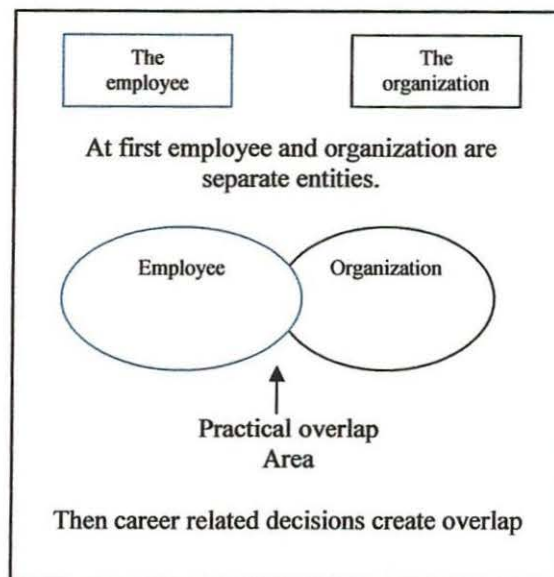 The
employee
The
organization
At first employee and organization are
separate entities.
Employee
Organization
Practical overlap
Area
Then career related decisions create overlap